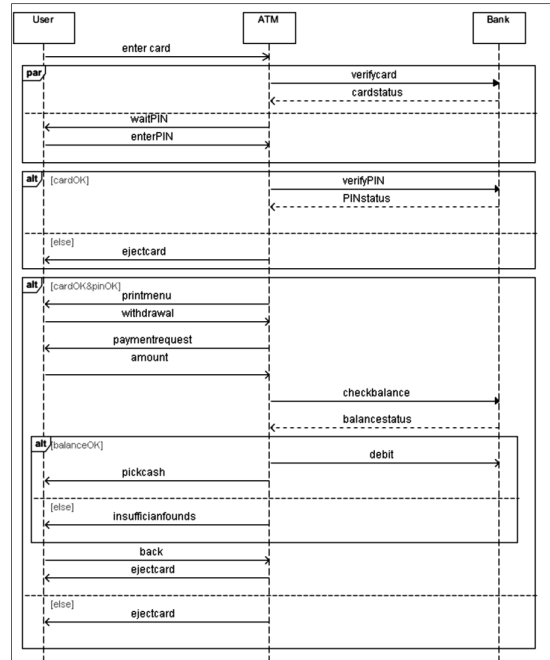 User
ATM
Bank
enter card
par
verifycard
cardstatus
waitPIN
enterPIN
alt [cardOK]
verifyPIN
PINstatus
[else]
ejectcard
alt [cardOK&pinOK]
printmenu
withdrawal
paymentrequest
amount
checkbalance
balancestatus
alt [balanceOK]
debit
pickcash
[else]
insufficianfounds
back
ejectcard
[else]
ejectcard